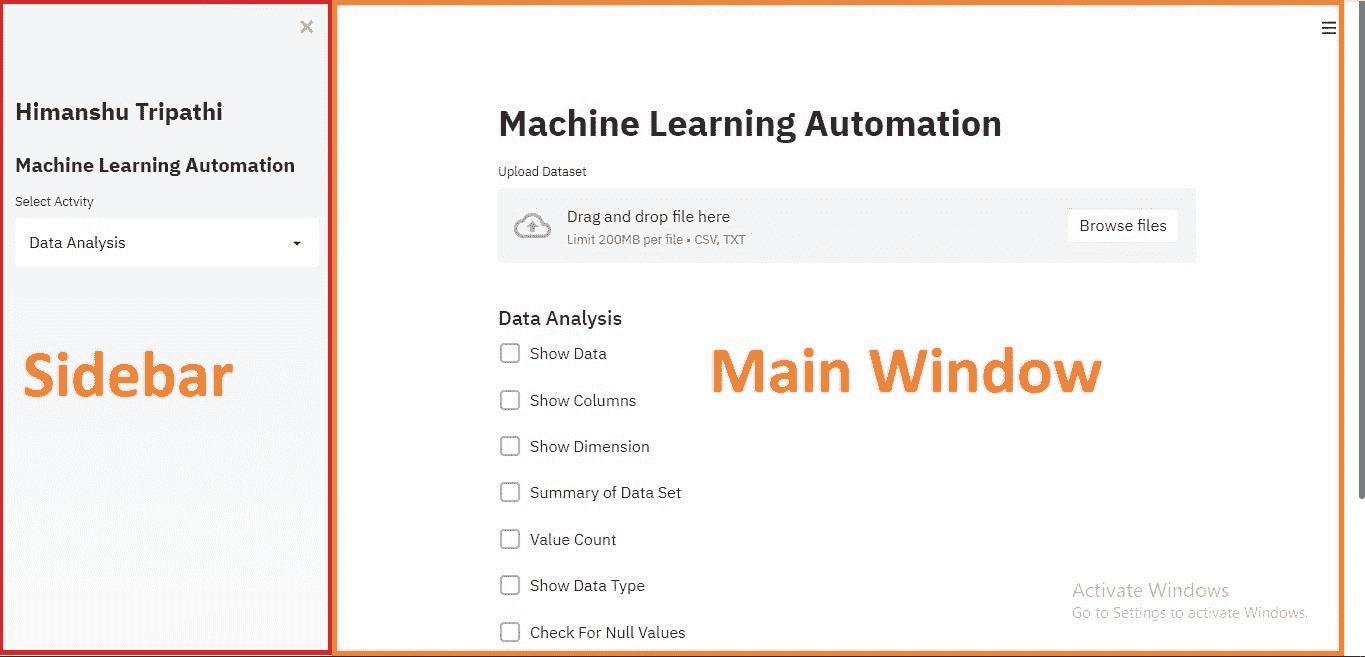 Himanshu Tripathi
Machine Learning Automation
Select Actvity
Data Analysis
Sidebar
Machine Learning Automation
Upload Dataset
Drag and drop file here
Limit 200MB per file • CSV, TXT
Browse files
Data Analysis
Show Data
Show Columns
Main Window
Show Dimension
Summary of Data Set
Value Count
Show Data Type
Check For Null Values
Activate Windows
Go to Settings to activate Windows.